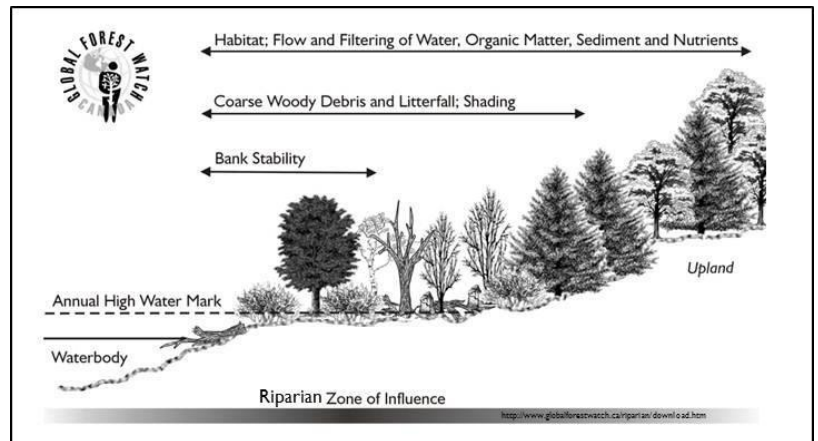 GLOBAL FOREST WATCH
CANADA
Habitat; Flow and Filtering of Water, Organic Matter, Sediment and Nutrients
Coarse Woody Debris and Litterfall; Shading
Bank Stability
Upland
Annual High Water Mark
Waterbody
Riparian Zone of Influence
http://www.globalforestwatch.ca/riparian/download.htm